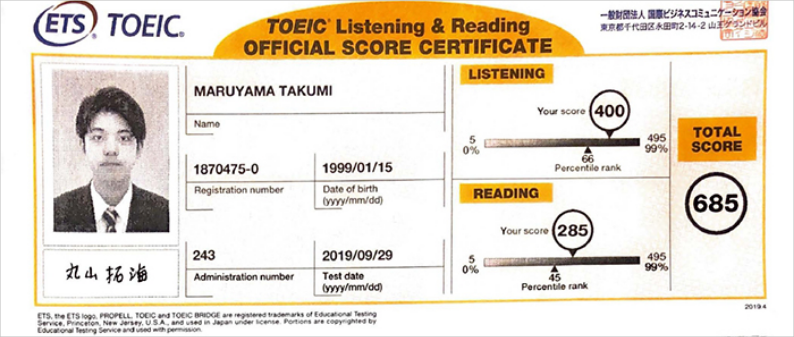 ETS TOEIC®
TOEIC® Listening & Reading
OFFICIAL SCORE CERTIFICATE
一般財団法人 国際ビジネスコミュニケーション協会
東京都千代田区永田町2-14-2 山王グランドビル
MARUYAMA TAKUMI
Name
1870475-0
Registration number
1999/01/15
Date of birth
(yyyy/mm/dd)
243
Administration number
2019/09/29
Test date
(yyyy/mm/dd)
丸山 拓海
LISTENING
Your score 400
5
0%
495
99%
66
Percentile rank
READING
Your score 285
5
0%
495
99%
45
Percentile rank
TOTAL
SCORE
685
2019.4
ETS, the ETS logo, PROPELL, TOEIC and TOEIC BRIDGE are registered trademarks of Educational Testing
Service, Princeton, New Jersey, U.S.A., and used in Japan under license. Portions are copyrighted by
Educational Testing Service and used with permission.